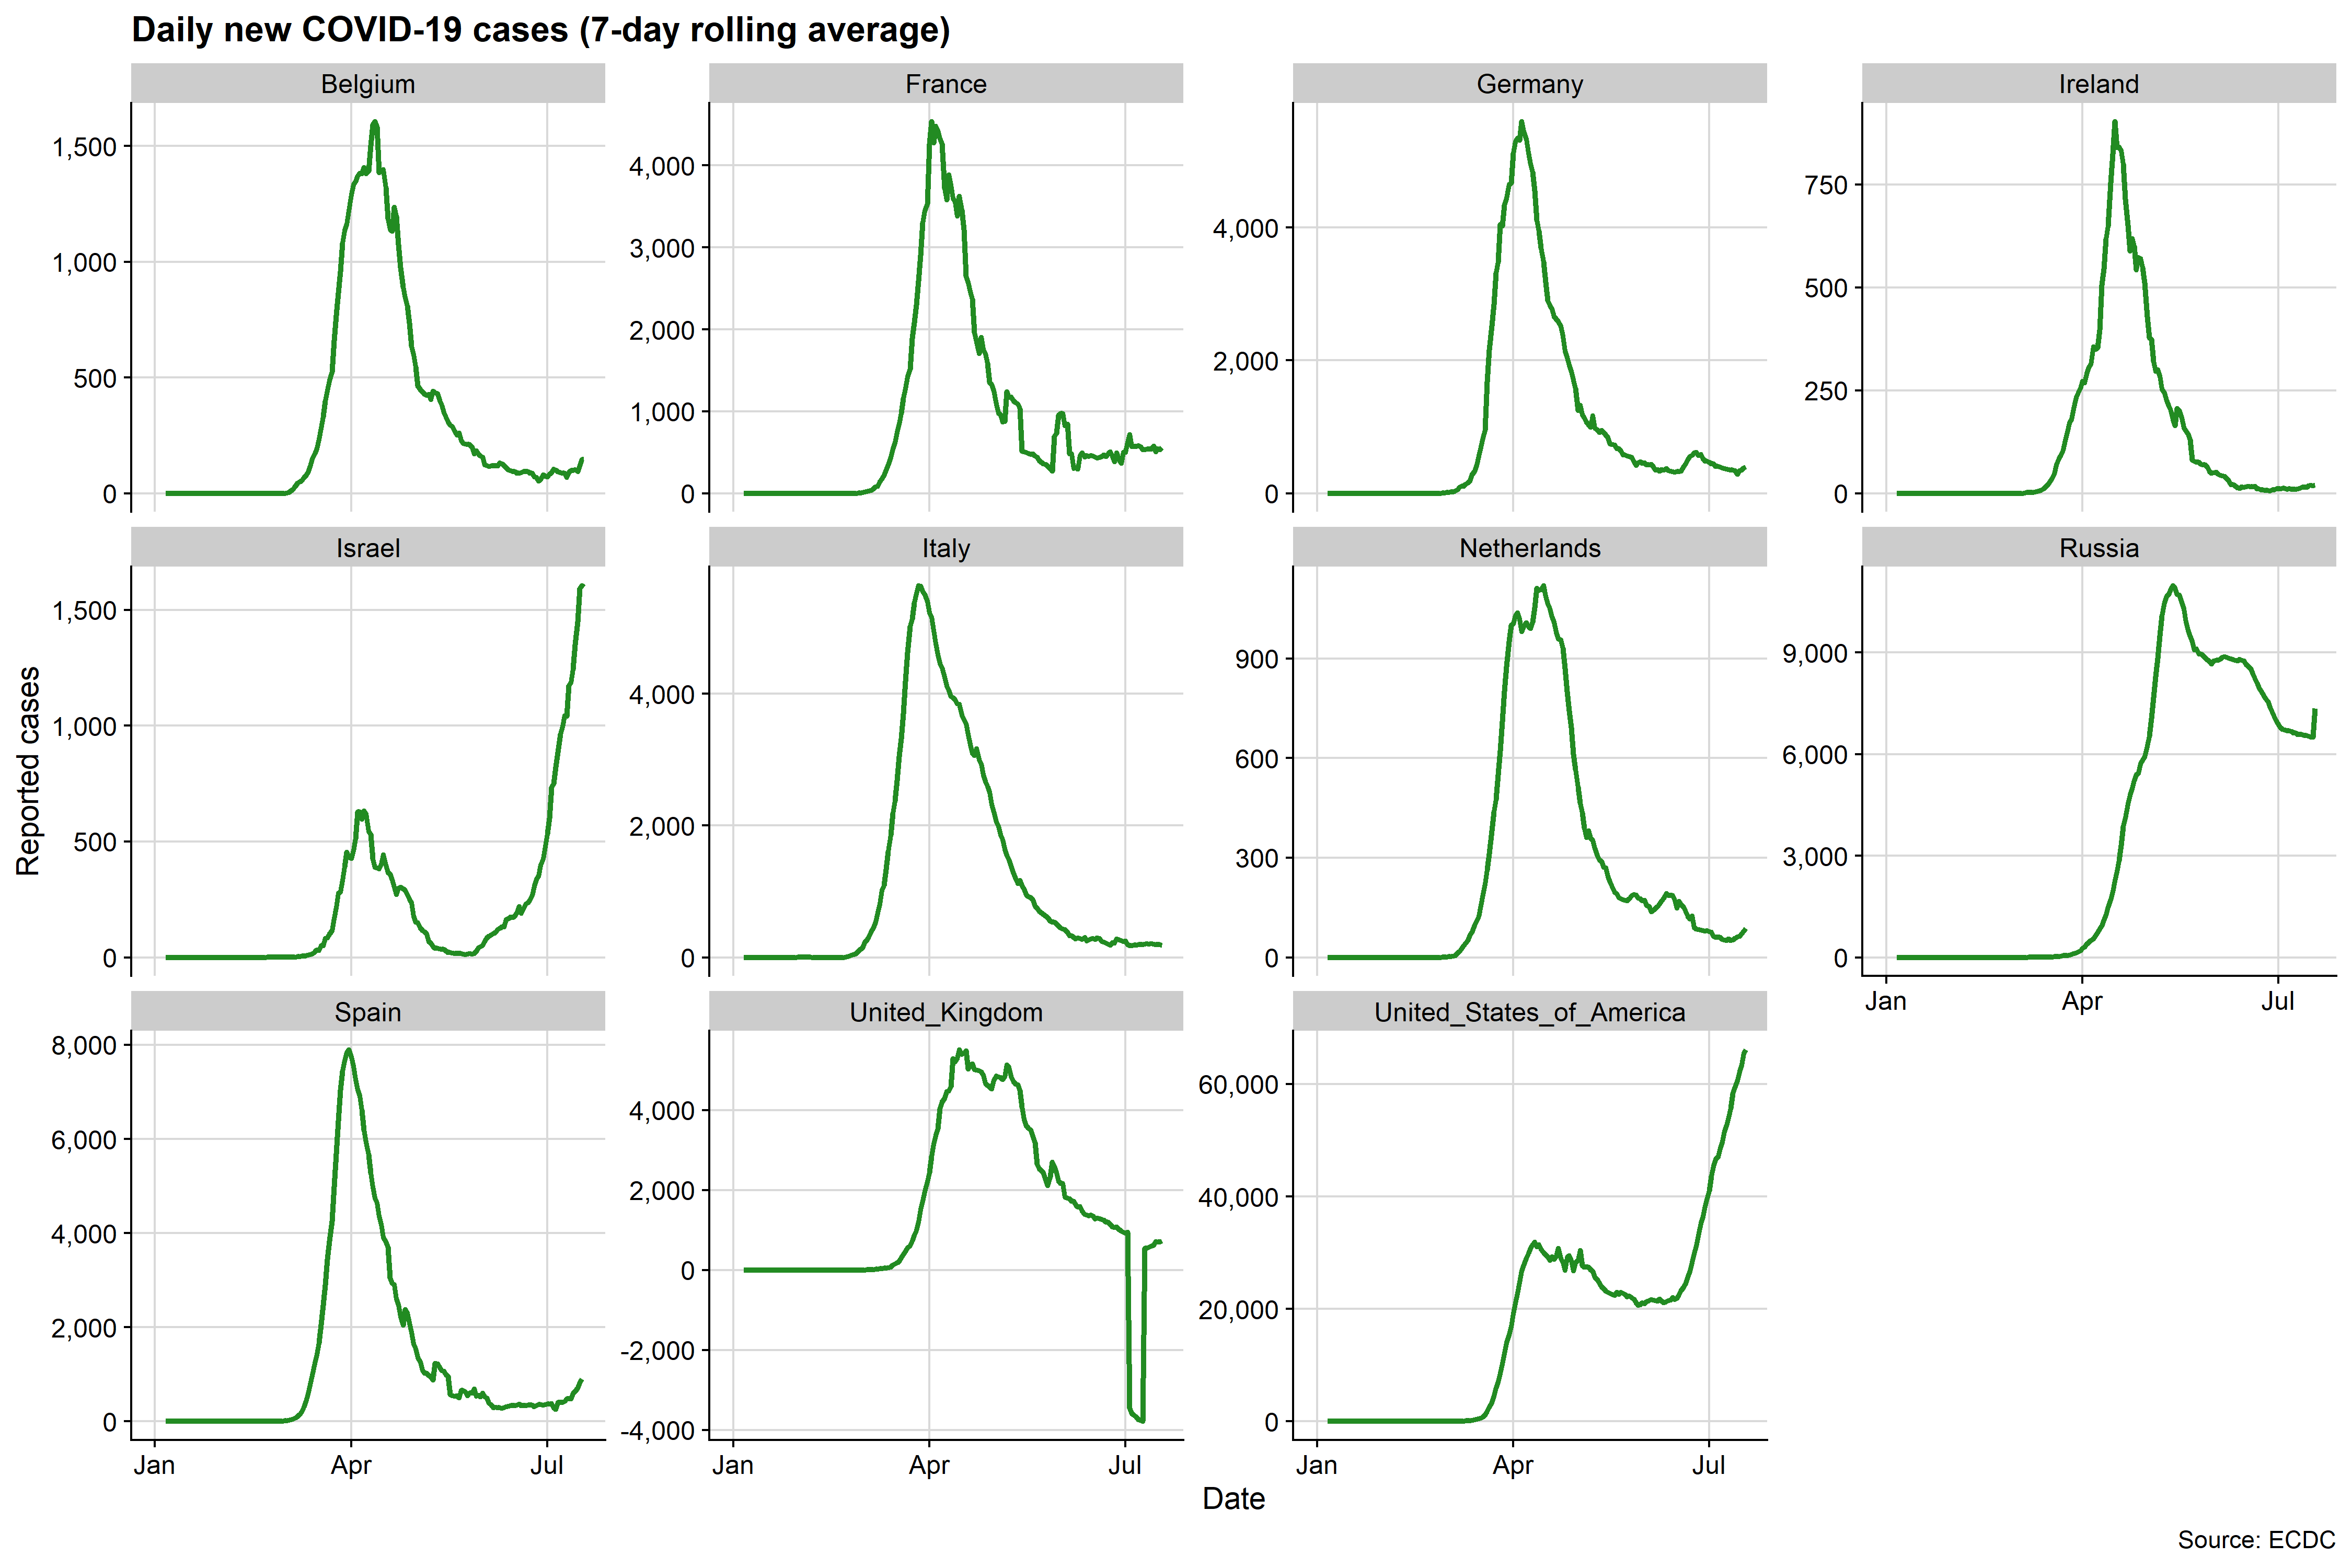 Daily new COVID-19 cases (7-day rolling average)
Belgium
France
Germany
Ireland
1,500
1,000
500
0
4,000
3,000
2,000
1,000
0
4,000
2,000
0
750
500
250
0
Israel
Italy
Netherlands
Russia
1,500
1,000
500
0
4,000
2,000
0
900
600
300
0
9,000
6,000
3,000
0
Jan Apr Jul
Reported cases
Spain
United_Kingdom
United_States_of_America
8,000
6,000
4,000
2,000
0
4,000
2,000
0
-2,000
-4,000
60,000
40,000
20,000
0
Jan Apr Jul
Jan Apr Jul
Jan Apr Jul
Date
Source: ECDC